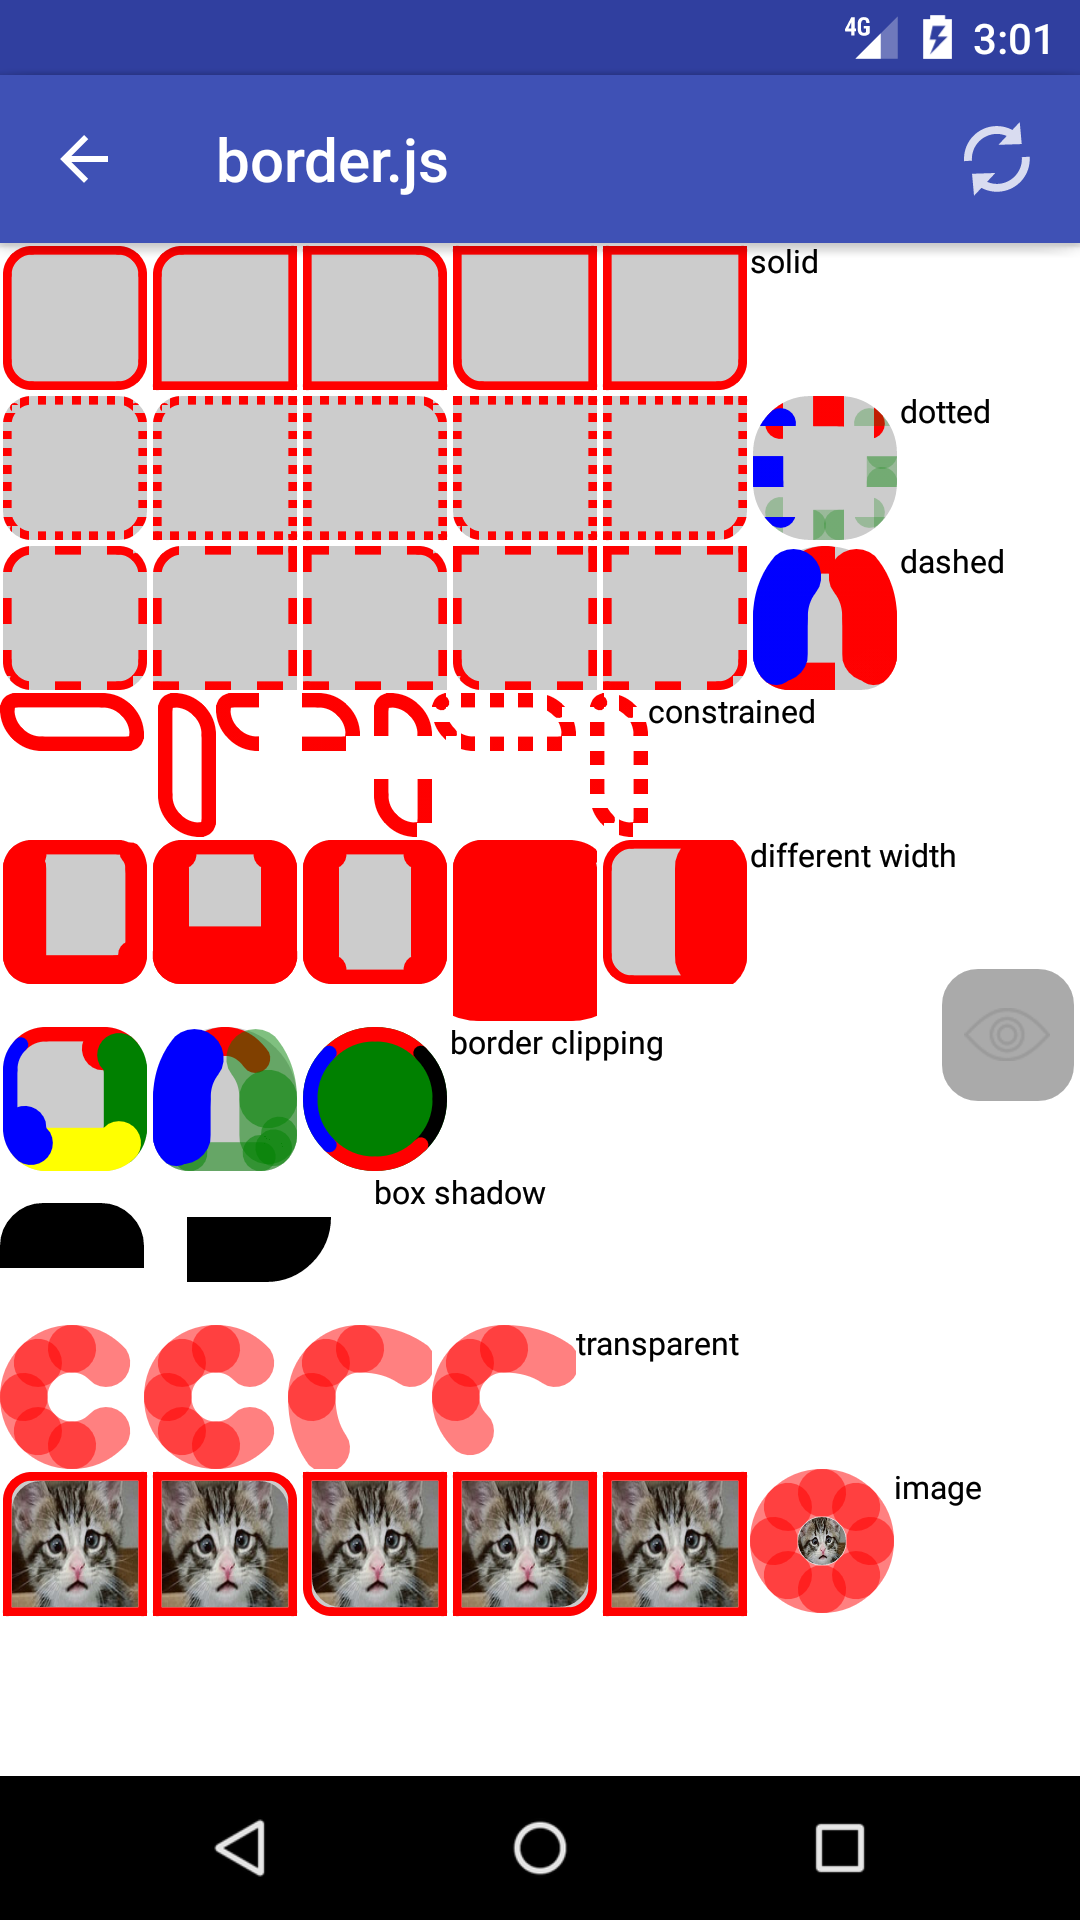 4G 3:01
border.js
solid
dotted
dashed
constrained
different width
border clipping
box shadow
transparent
image